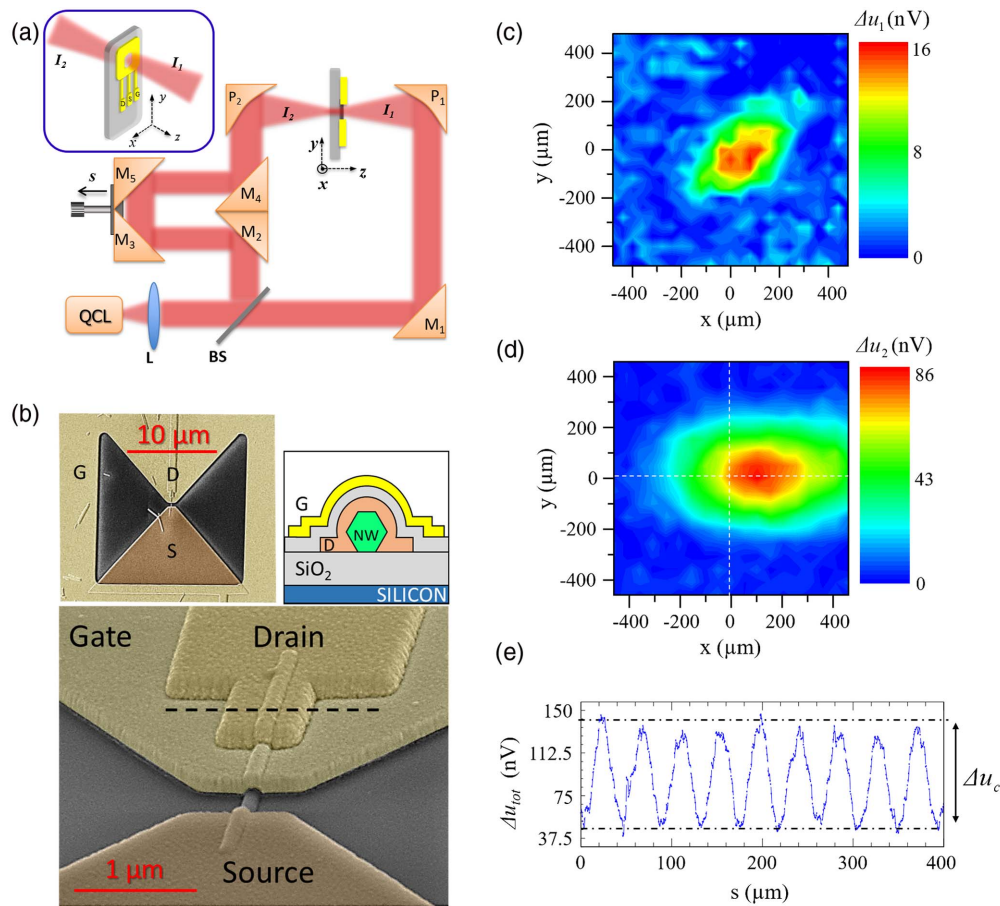 (a)
I₂
I₁
D
S
G
y
x
z
P₂
I₂
I₁
P₁
y
x
z
s
M₅
M₄
M₃
M₂
QCL
L
BS
M₁
(b)
10 µm
G
D
S
G
D
NW
SiO₂
SILICON
Gate
Drain
1 µm
Source
(c)
Δu₁ (nV)
400
200
0
-200
-400
y (µm)
-400
-200
0
200
400
x (µm)
16
8
0
(d)
Δu₂ (nV)
400
200
0
-200
-400
y (µm)
-400
-200
0
200
400
x (µm)
86
43
0
(e)
150
112.5
75
37.5
Δuₜₒₜ (nV)
0
100
200
300
400
s (µm)
Δu꜀